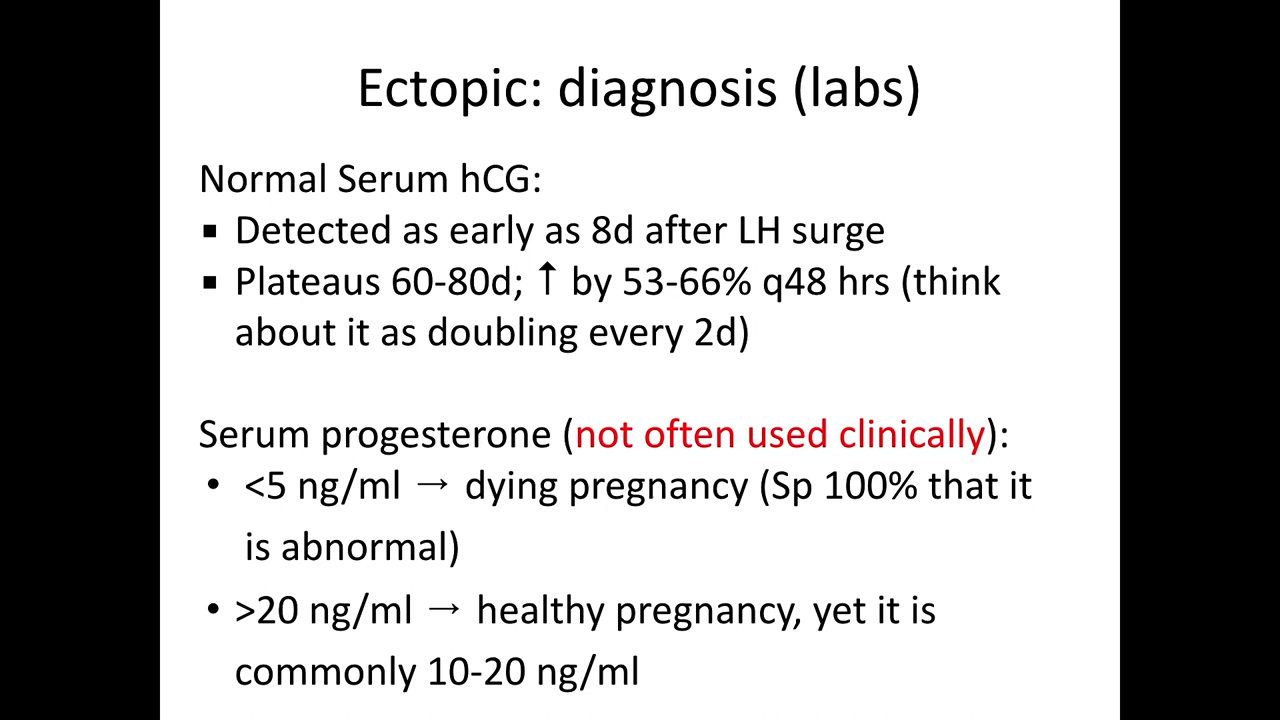 Ectopic: diagnosis (labs)
Normal Serum hCG:
▪ Detected as early as 8d after LH surge
▪ Plateaus 60-80d; ↑ by 53-66% q48 hrs (think
about it as doubling every 2d)
Serum progesterone (not often used clinically):
• <5 ng/ml → dying pregnancy (Sp 100% that it
is abnormal)
• >20 ng/ml → healthy pregnancy, yet it is
commonly 10-20 ng/ml